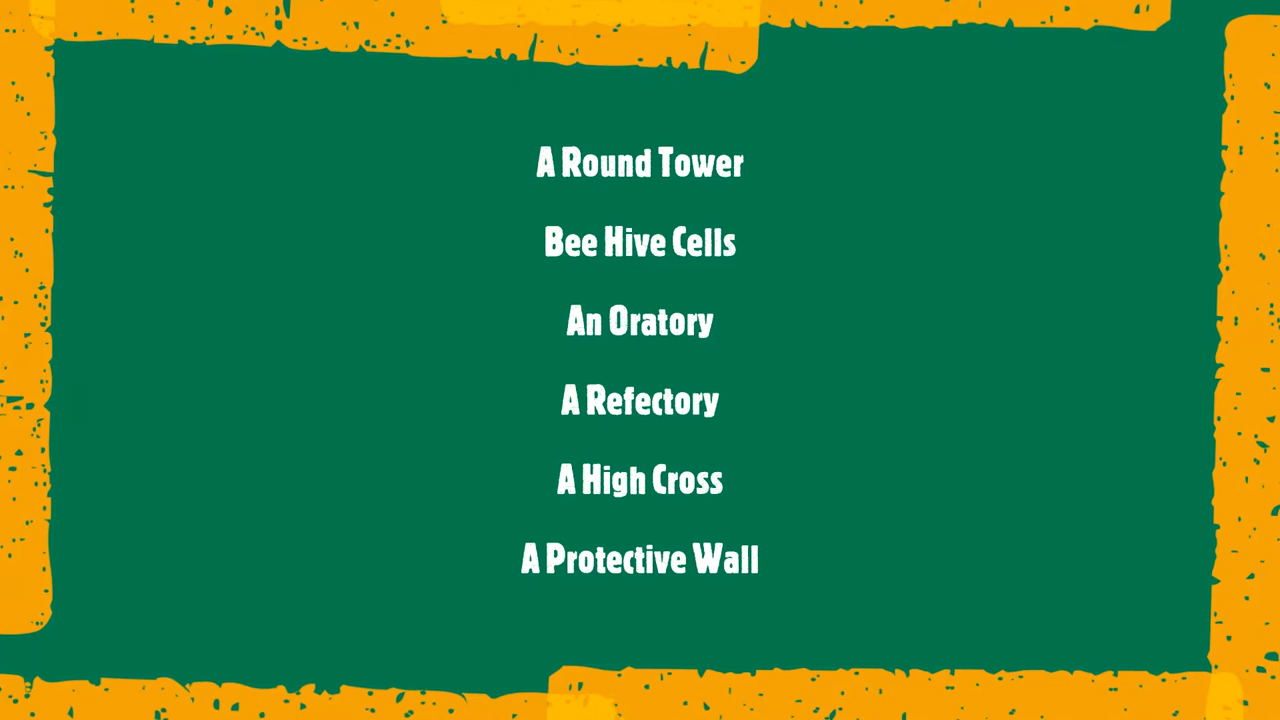 A Round Tower
Bee Hive Cells
An Oratory
A Refectory
A High Cross
A Protective Wall